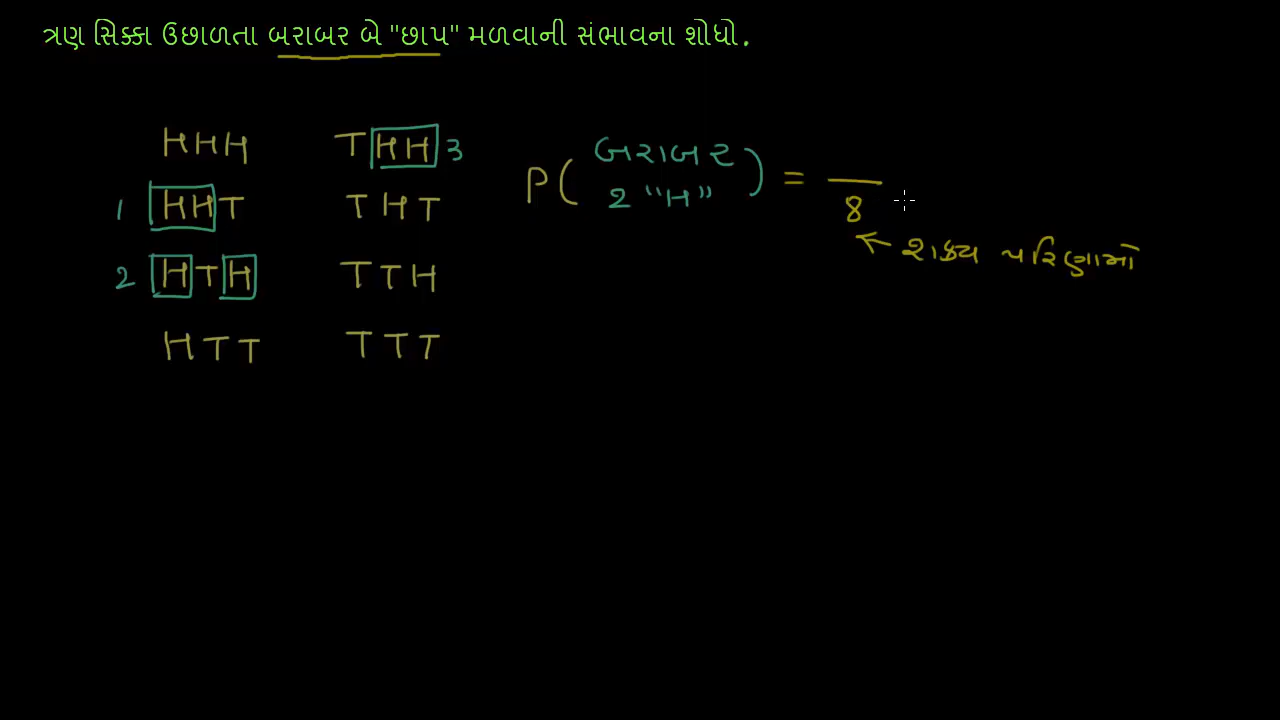 ત્રણ સિક્કા ઉછાળતા બરાબર બે "છાપ" મળવાની સંભાવના શોધો.
HHH THH 3
1 HHT THT
2 HTH TTH
HTT TTT
P( બરાબર 2 "H" ) = /8
← શક્ય પરિણામો